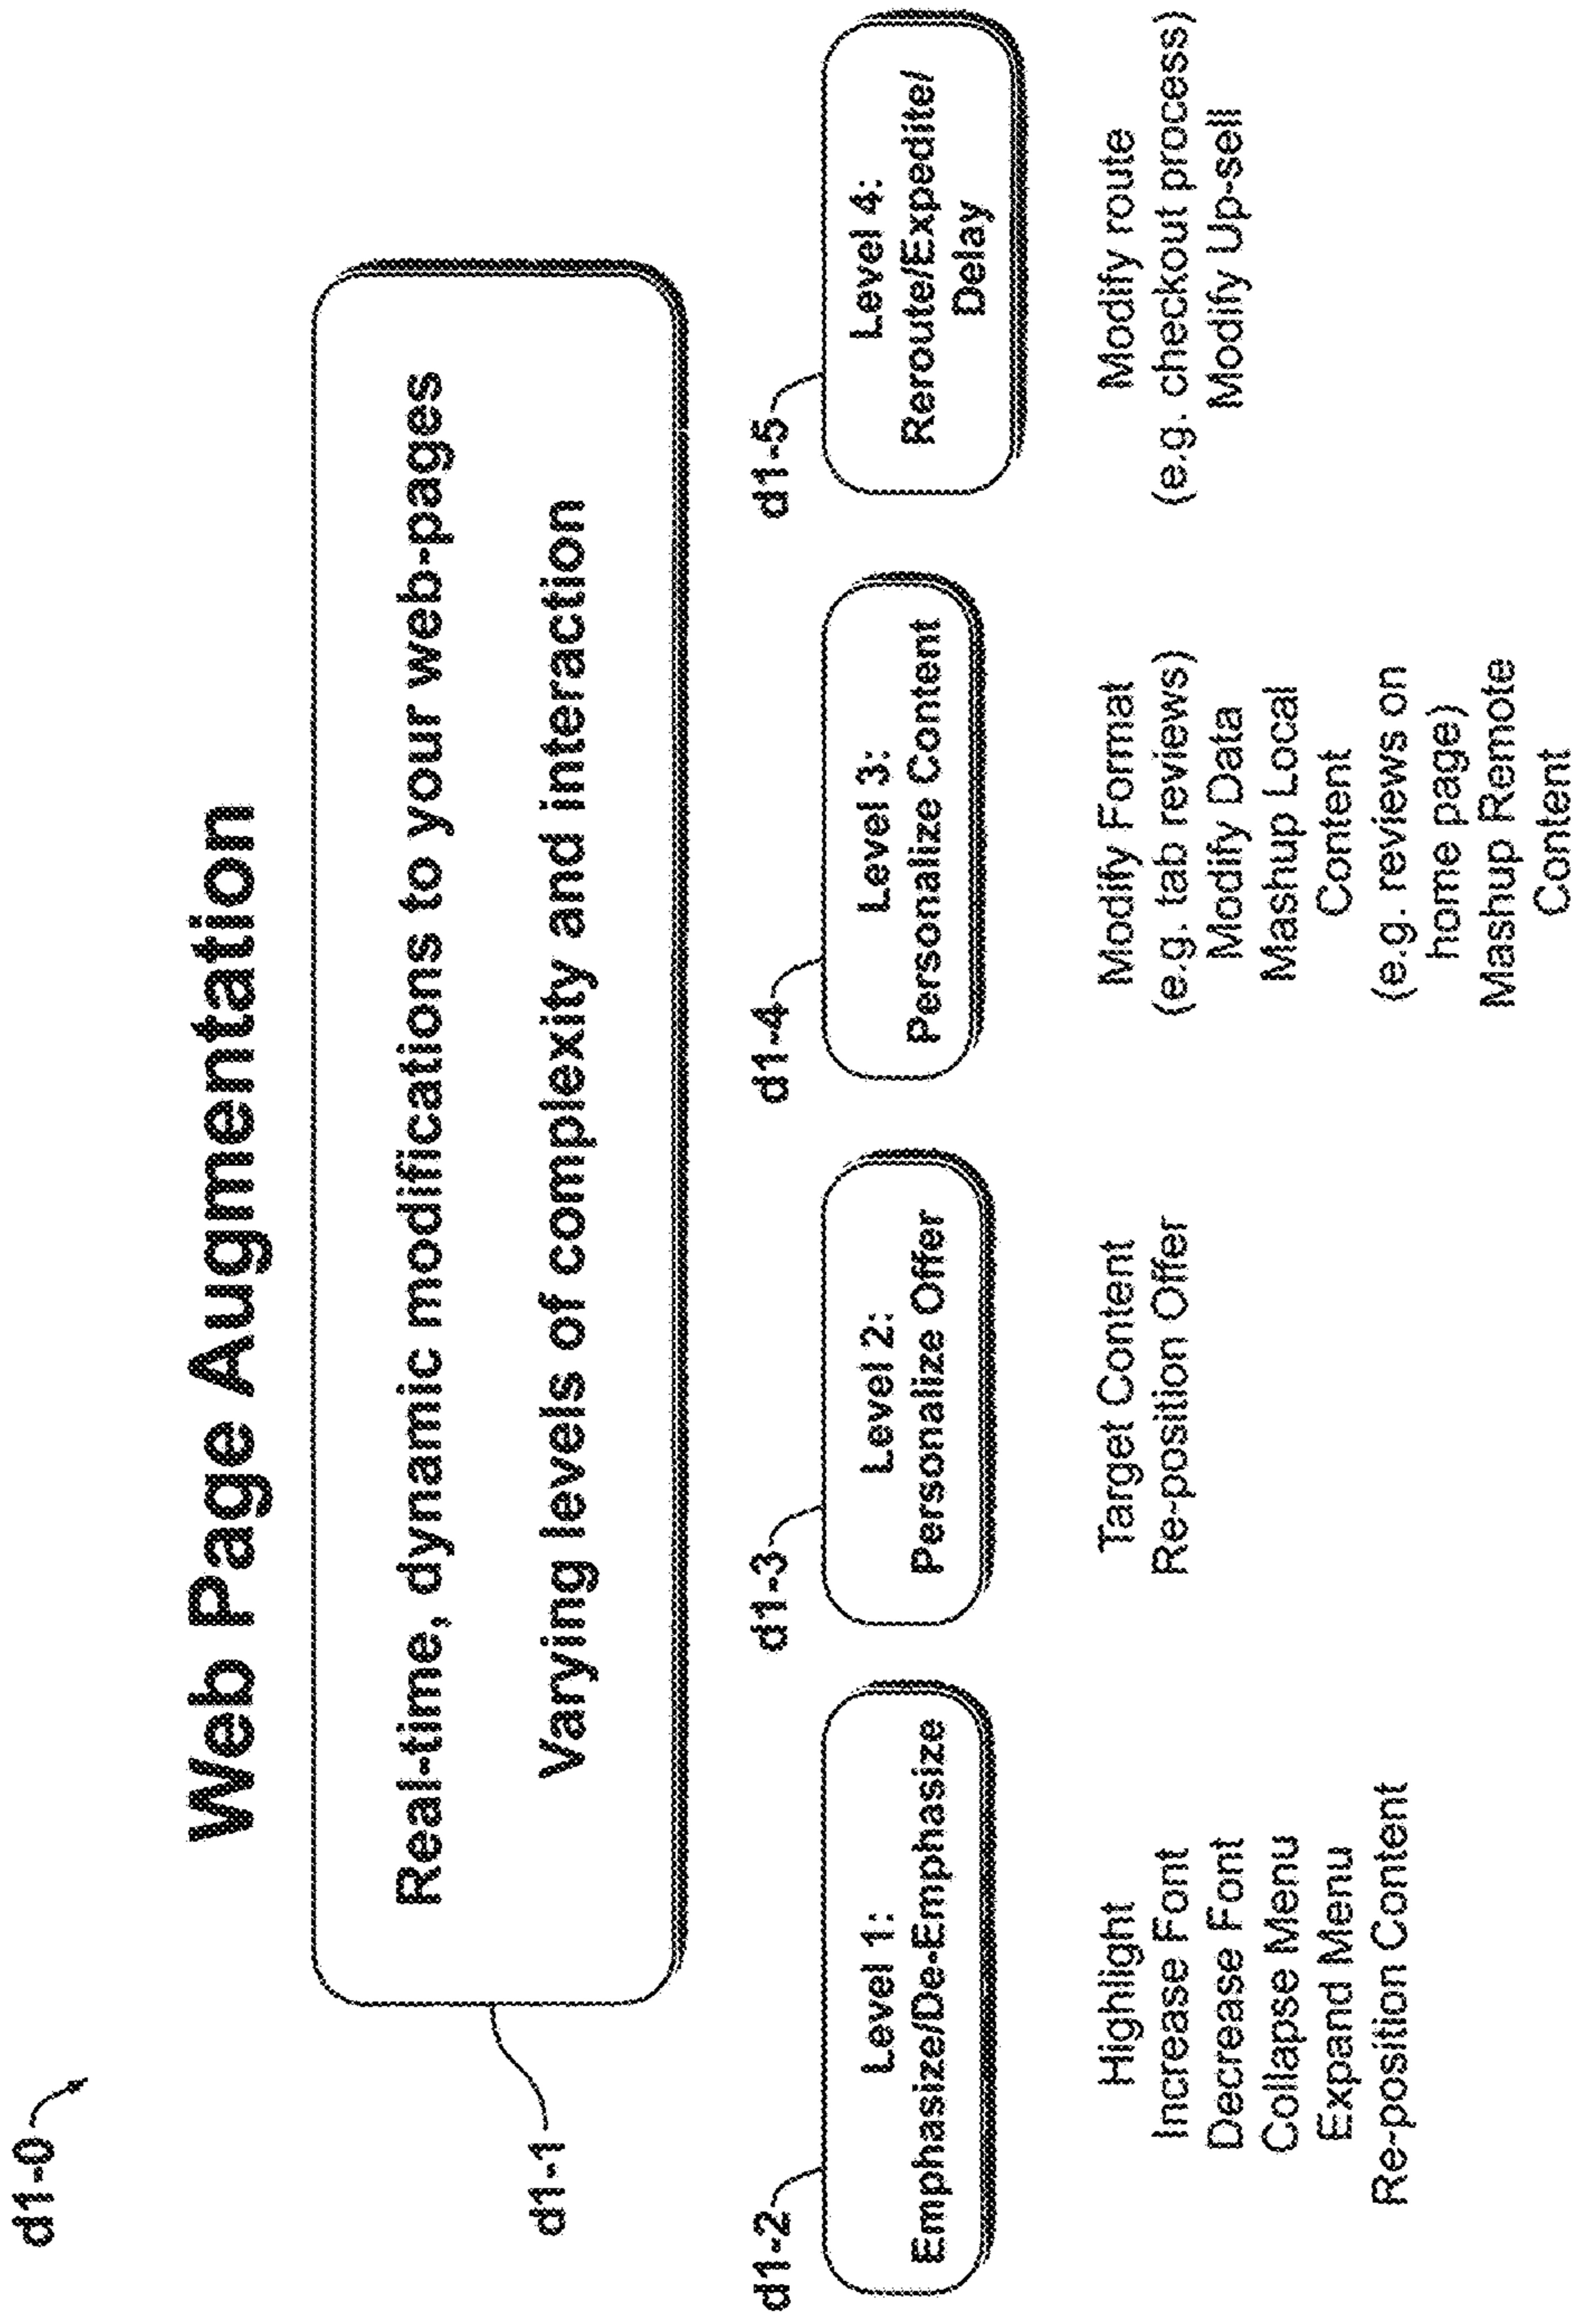 d1-0
Web Page Augmentation
d1-1
Real-time, dynamic modifications to your web-pages
Varying levels of complexity and interaction
d1-2
Level 1:
Emphasize/De-Emphasize
Highlight
Increase Font
Decrease Font
Collapse Menu
Expand Menu
Re-position Content
d1-3
Level 2:
Personalize Offer
Target Content
Re-position Offer
d1-4
Level 3:
Personalize Content
Modify Format
(e.g. tab reviews)
Modify Data
Mashup Local
Content
(e.g. reviews on
home page)
Mashup Remote
Content
d1-5
Level 4:
Reroute/Expedite/
Delay
Modify route
(e.g. checkout process)
Modify Up-sell